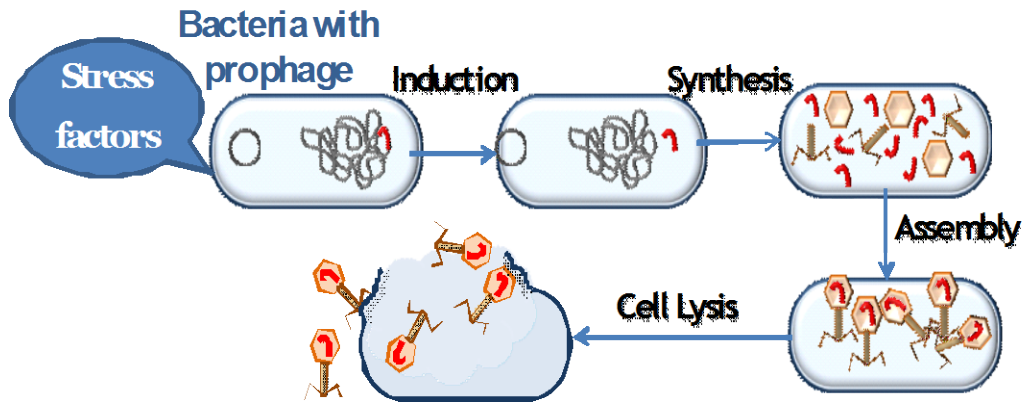 Stress
factors
Bacteria with
prophage
Induction
Synthesis
Assembly
Cell Lysis